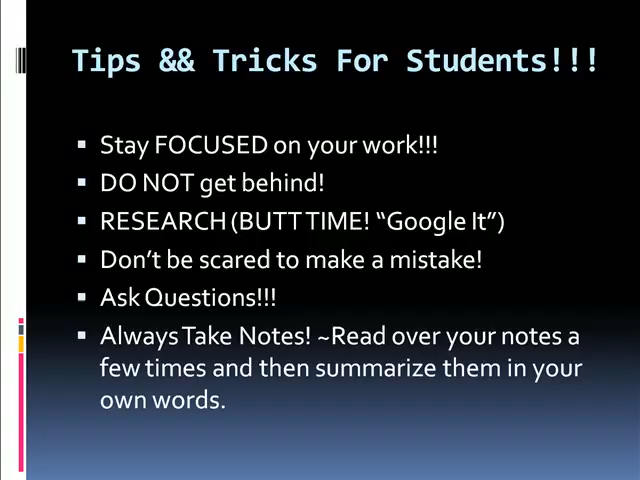 Tips && Tricks For Students!!!
Stay FOCUSED on your work!!!
DO NOT get behind!
RESEARCH (BUTT TIME! “Google It”)
Don’t be scared to make a mistake!
Ask Questions!!!
Always Take Notes! ~Read over your notes a
few times and then summarize them in your
own words.